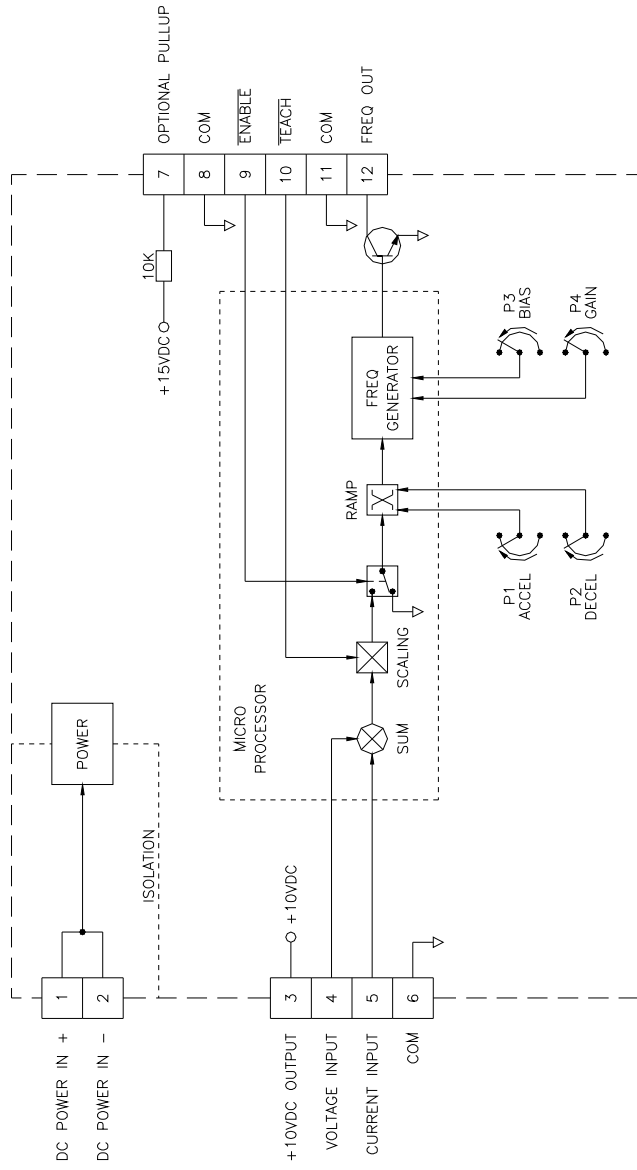 DC POWER IN +
DC POWER IN -
1
2
POWER
ISOLATION
+10VDC OUTPUT
VOLTAGE INPUT
CURRENT INPUT
COM
3
4
5
6
+10VDC
MICRO
PROCESSOR
SUM
SCALING
RAMP
FREQ
GENERATOR
+15VDC
10K
7
8
9
10
11
12
OPTIONAL PULLUP
COM
ENABLE
TEACH
COM
FREQ OUT
P1
ACCEL
P2
DECEL
P3
BIAS
P4
GAIN